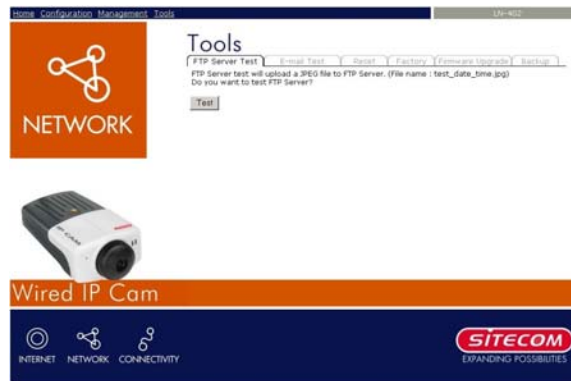 Home Configuration Management Tools
LN-402
Tools
FTP Server Test E-mail Test Reset Factory Firmware Upgrade Backup
FTP Server test will upload a JPEG file to FTP Server. (File name : test_date_time.jpg)
Do you want to test FTP Server?
Test
NETWORK
IP CAM
Wired IP Cam
INTERNET NETWORK CONNECTIVITY
SITECOM
EXPANDING POSSIBILITIES